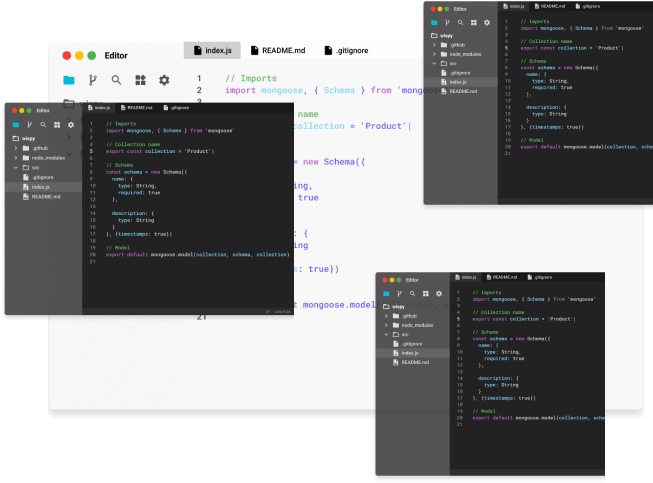 Editor
index.js
README.md
.gitignore
1 // Imports
2 import mongoose, { Schema } from 'mongoose'
name
collection = 'Product')
= new Schema({
true
: {
s: true})
mongoose.model
21
Editor
index.js
README.md
.gitignore
wispy
.github
node_modules
src
.gitignore
index.js
README.md
1 // Imports
2 import mongoose, { Schema } from 'mongoose'
3
4 // Collection name
5 export const collection = 'Product')
6
7 // Schema
8 const schema = new Schema({
9 name: {
10 type: String,
11 required: true
12 },
13
14 description: {
15 type: String
16 }
17 }, {timestamps: true})
18
19 // Model
20 export default mongoose.model(collection, schema, collection)
21
Editor
index.js
README.md
.gitignore
wispy
.github
node_modules
src
.gitignore
index.js
README.md
1 // Imports
2 import mongoose, { Schema } from 'mongoose'
3
4 // Collection name
5 export const collection = 'Product')
6
7 // Schema
8 const schema = new Schema({
9 name: {
10 type: String,
11 required: true
12 },
13
14 description: {
15 type: String
16 }
17 }, {timestamps: true})
18
19 // Model
20 export default mongoose.model(collection, sche
21
Editor
index.js
README.md
.gitignore
wispy
.github
node_modules
src
.gitignore
index.js
README.md
1 // Imports
2 import mongoose, { Schema } from 'mongoose'
3
4 // Collection name
5 export const collection = 'Product')
6
7 // Schema
8 const schema = new Schema({
9 name: {
10 type: String,
11 required: true
12 },
13
14 description: {
15 type: String
16 }
17 }, {timestamps: true})
18
19 // Model
20 export default mongoose.model(collection, sche
21